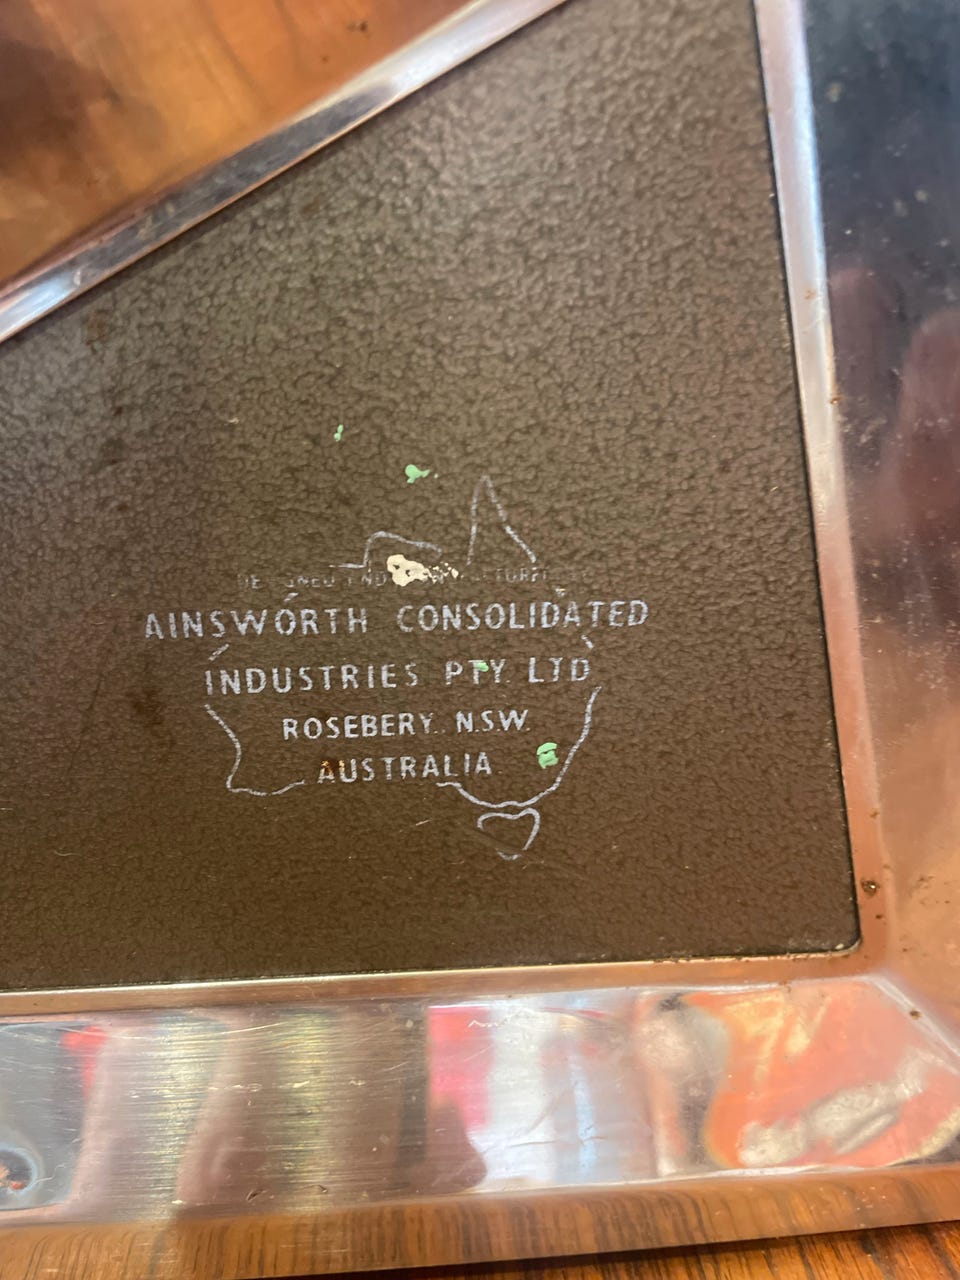 AINSWORTH CONSOLIDATED
INDUSTRIES PTY. LTD
ROSEBERY. N.S.W.
AUSTRALIA